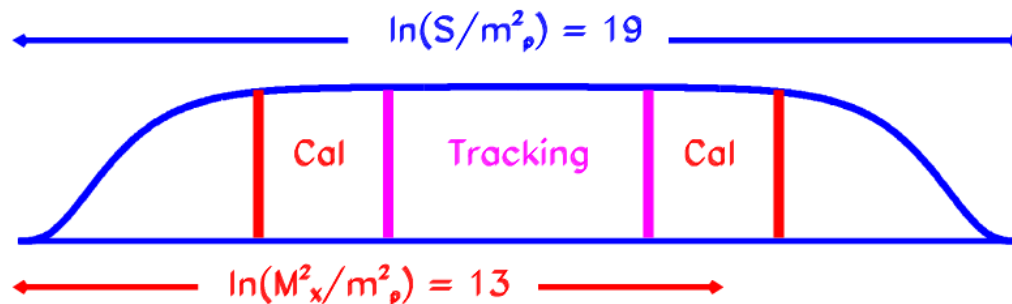 ln(S/m²ₚ) = 19
Cal Tracking Cal
ln(M²ₓ/m²ₚ) = 13